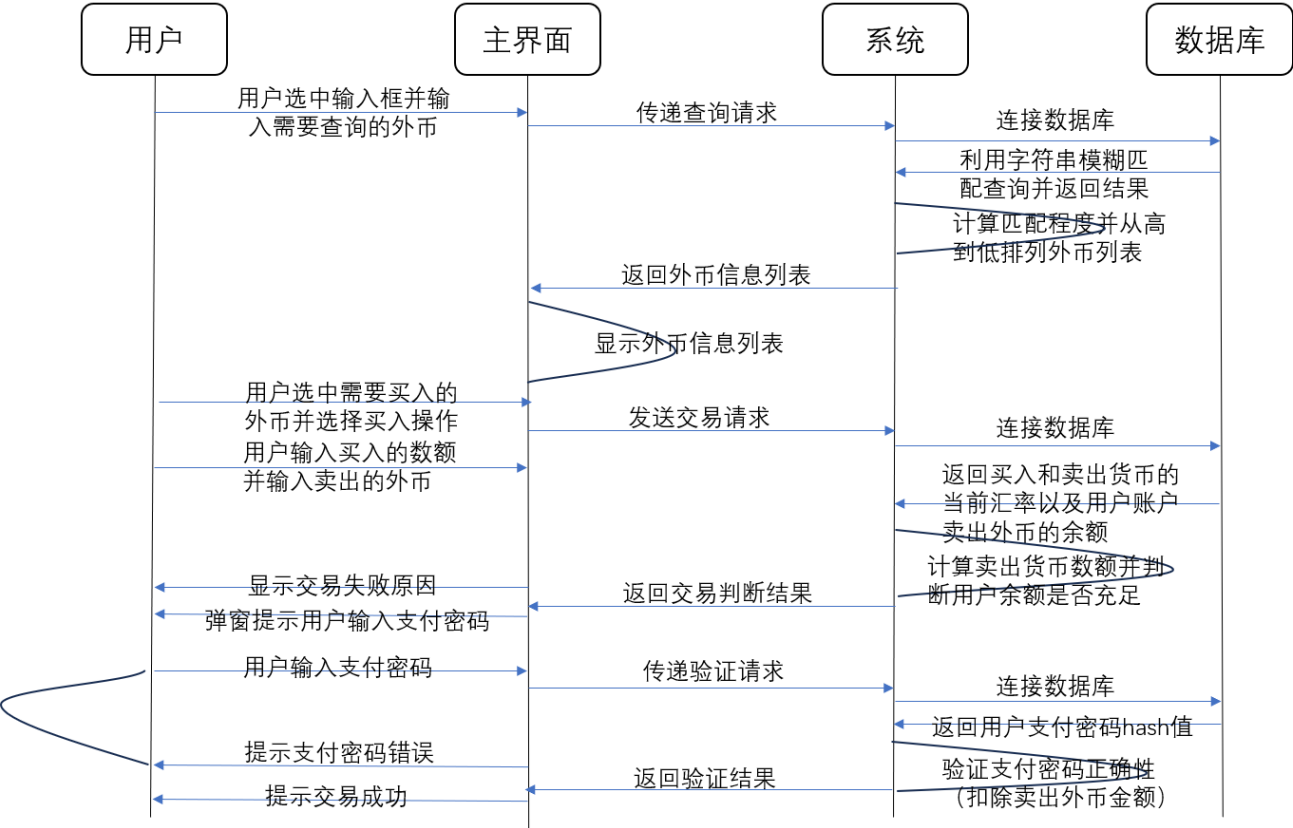 用户
主界面
系统
数据库
用户选中输入框并输
入需要查询的外币
传递查询请求
连接数据库
利用字符串模糊匹
配查询并返回结果
计算匹配程度并从高
到低排列外币列表
返回外币信息列表
显示外币信息列表
用户选中需要买入的
外币并选择买入操作
发送交易请求
连接数据库
用户输入买入的数额
并输入卖出的外币
返回买入和卖出货币的
当前汇率以及用户账户
卖出外币的余额
计算卖出货币数额并判
断用户余额是否充足
显示交易失败原因
返回交易判断结果
弹窗提示用户输入支付密码
用户输入支付密码
传递验证请求
连接数据库
返回用户支付密码hash值
提示支付密码错误
验证支付密码正确性
（扣除卖出外币金额）
返回验证结果
提示交易成功